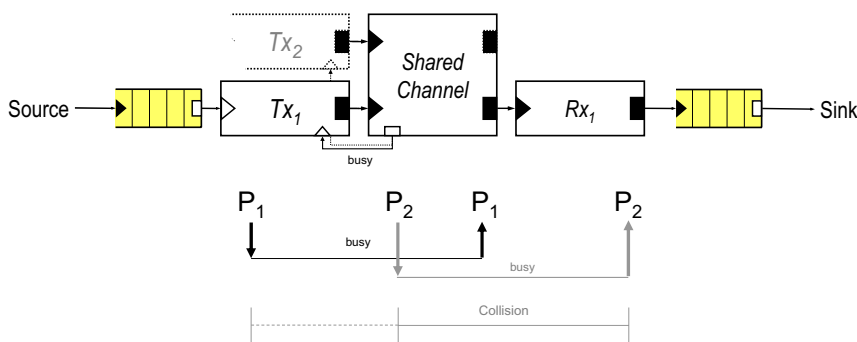 Tx2
Shared Channel
Source
Tx1
Rx1
Sink
busy
P1 P2 P1 P2
busy
busy
Collision